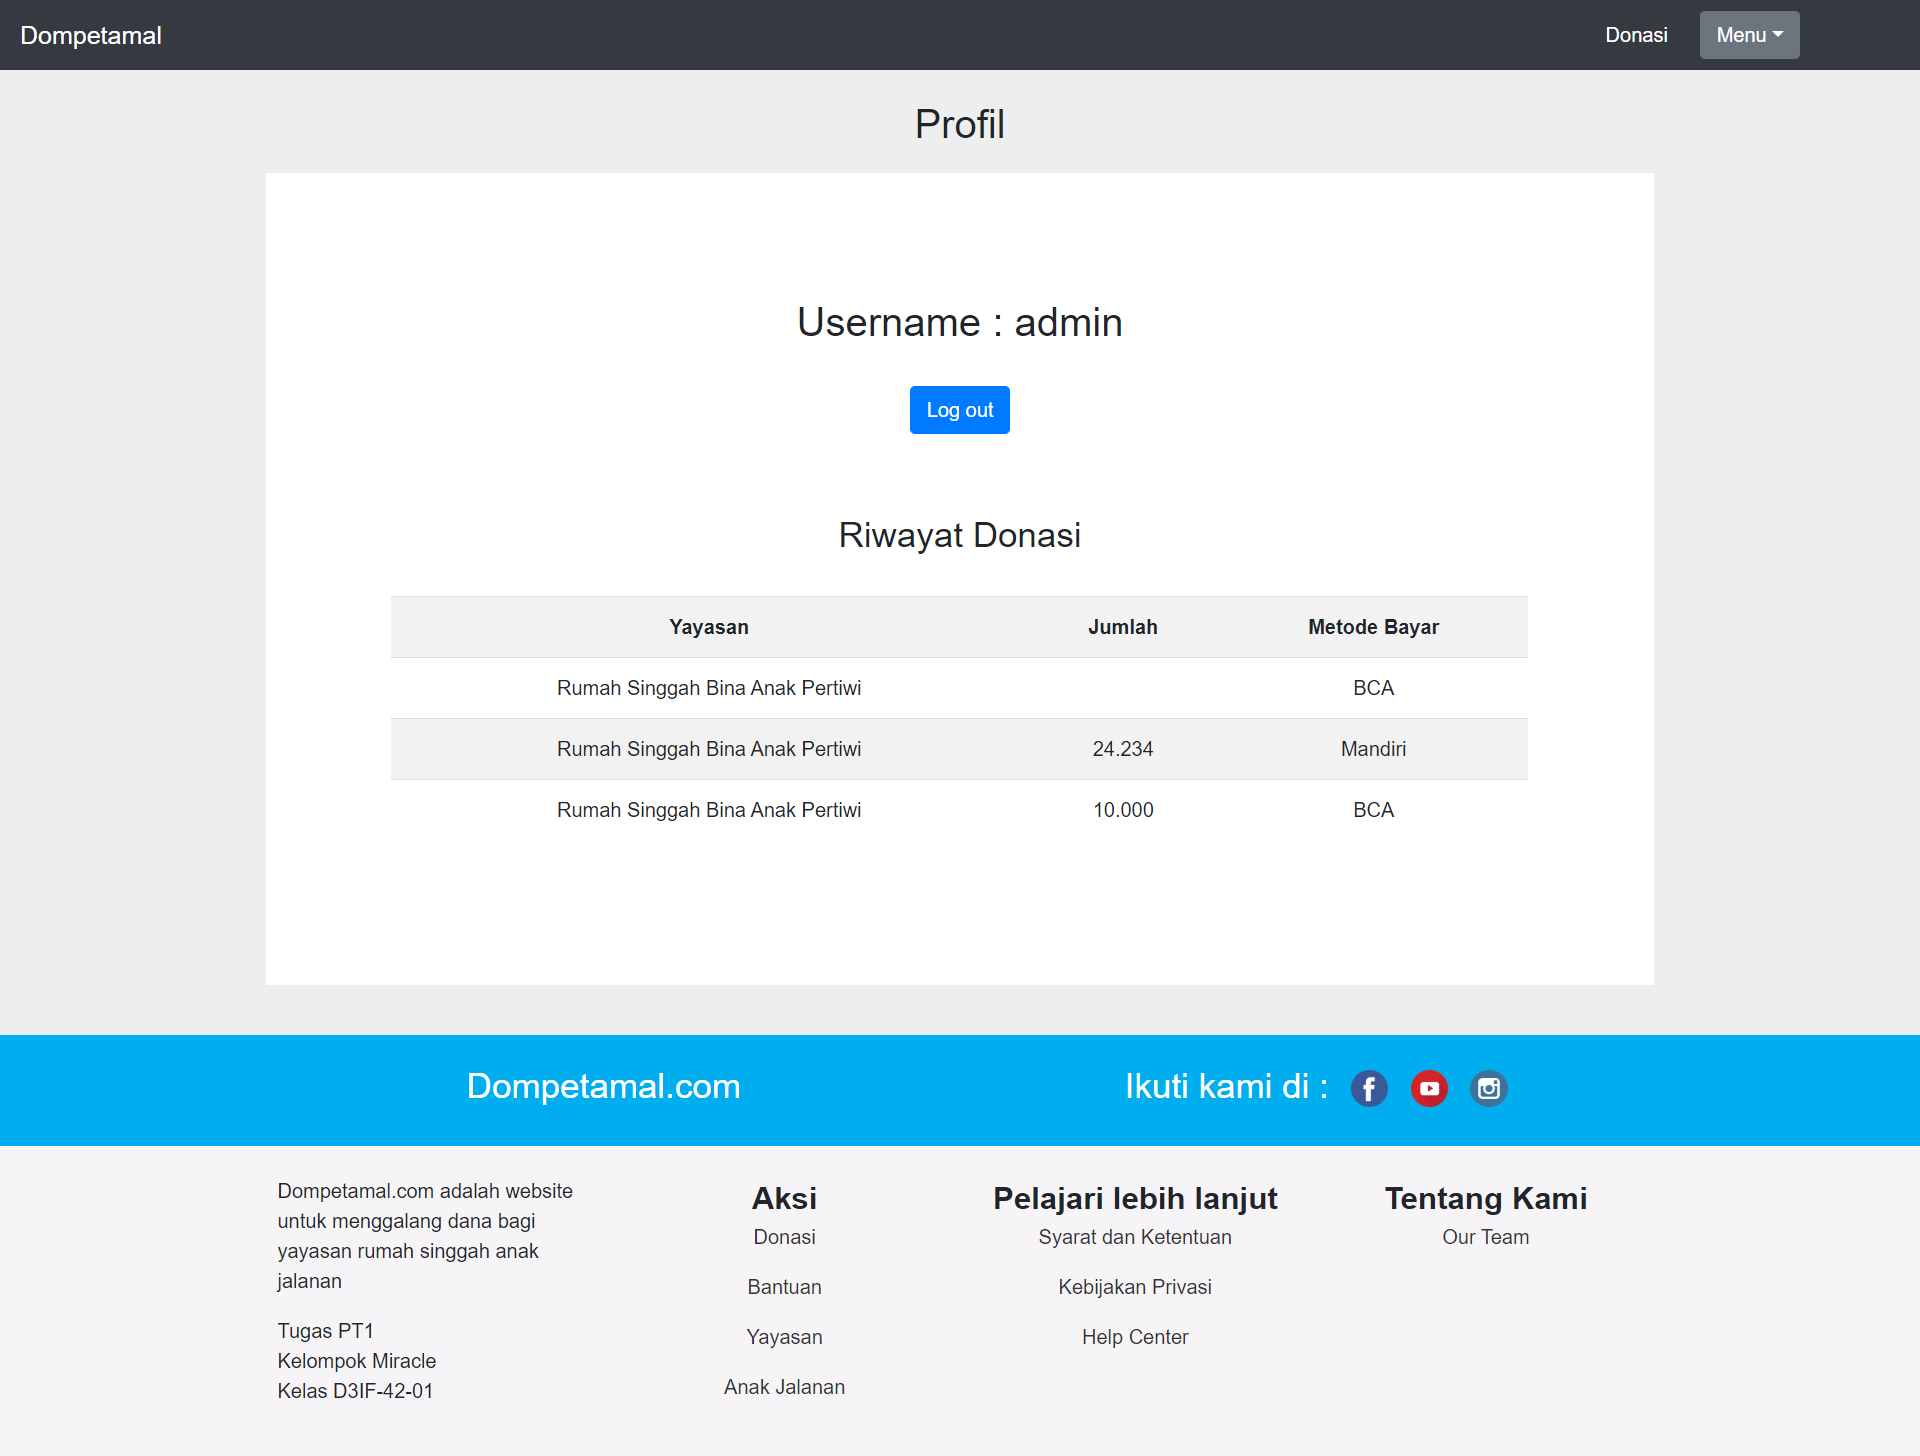 Dompetamal
Donasi
Menu
Profil
Username : admin
Log out
Riwayat Donasi
Yayasan Jumlah Metode Bayar
Rumah Singgah Bina Anak Pertiwi BCA
Rumah Singgah Bina Anak Pertiwi 24.234 Mandiri
Rumah Singgah Bina Anak Pertiwi 10.000 BCA
Dompetamal.com
Ikuti kami di :
Dompetamal.com adalah website
untuk menggalang dana bagi
yayasan rumah singgah anak
jalanan
Tugas PT1
Kelompok Miracle
Kelas D3IF-42-01
Aksi
Donasi
Bantuan
Yayasan
Anak Jalanan
Pelajari lebih lanjut
Syarat dan Ketentuan
Kebijakan Privasi
Help Center
Tentang Kami
Our Team